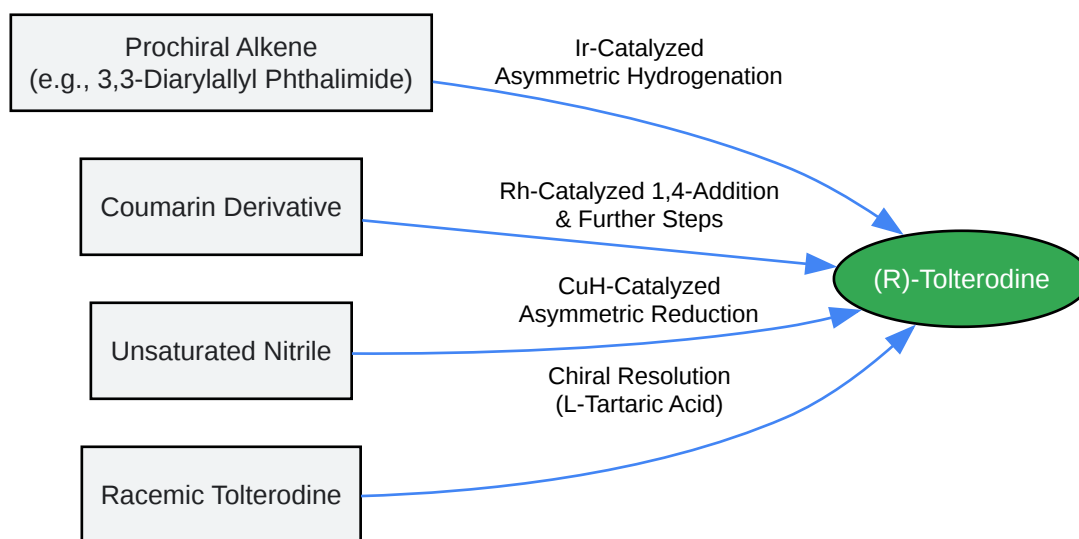 Prochiral Alkene
(e.g., 3,3-Diarylallyl Phthalimide)
Ir-Catalyzed
Asymmetric Hydrogenation
Coumarin Derivative
Rh-Catalyzed 1,4-Addition
& Further Steps
(R)-Tolterodine
CuH-Catalyzed
Asymmetric Reduction
Unsaturated Nitrile
Chiral Resolution
(L-Tartaric Acid)
Racemic Tolterodine